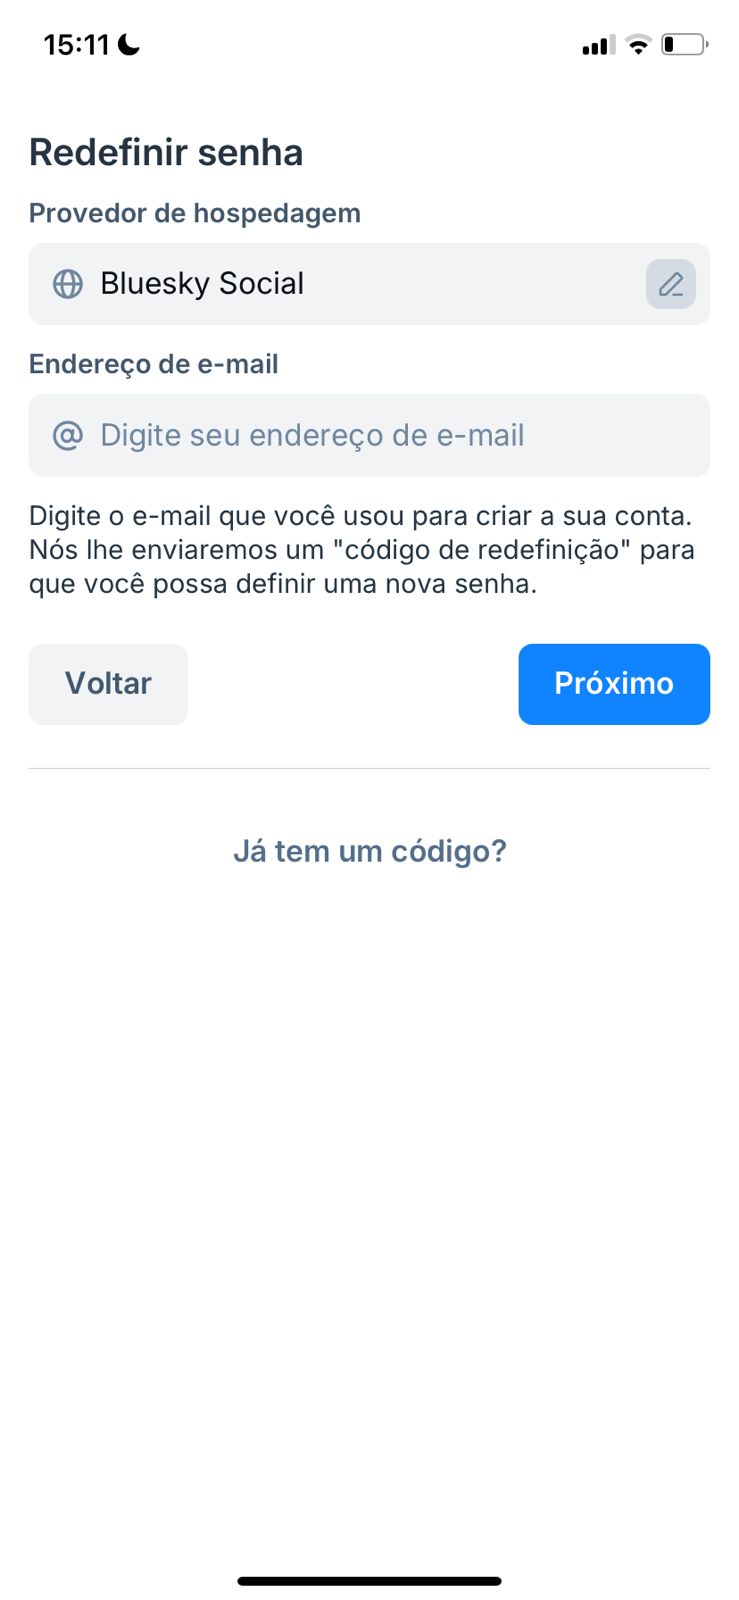 15:11
Redefinir senha
Provedor de hospedagem
Bluesky Social
Endereço de e-mail
@ Digite seu endereço de e-mail
Digite o e-mail que você usou para criar a sua conta.
Nós lhe enviaremos um "código de redefinição" para
que você possa definir uma nova senha.
Voltar
Próximo
Já tem um código?